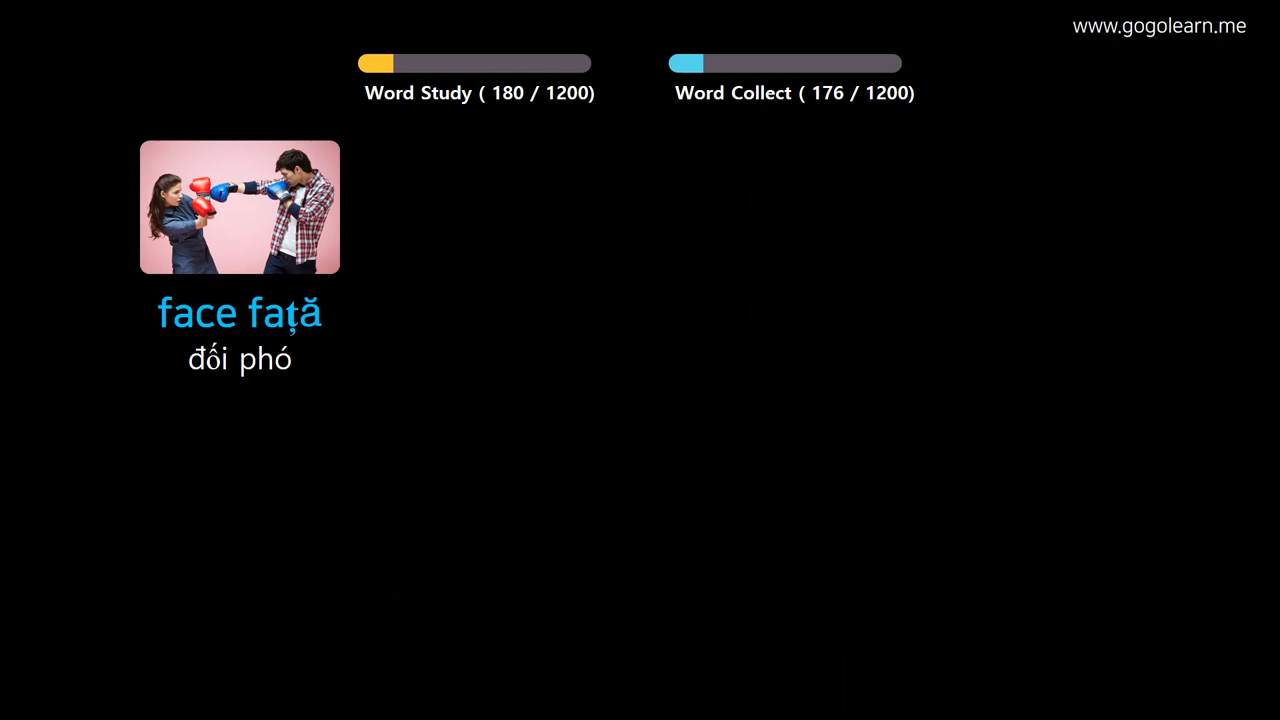 www.gogolearn.me
Word Study ( 180 / 1200)
Word Collect ( 176 / 1200)
face față
đối phó